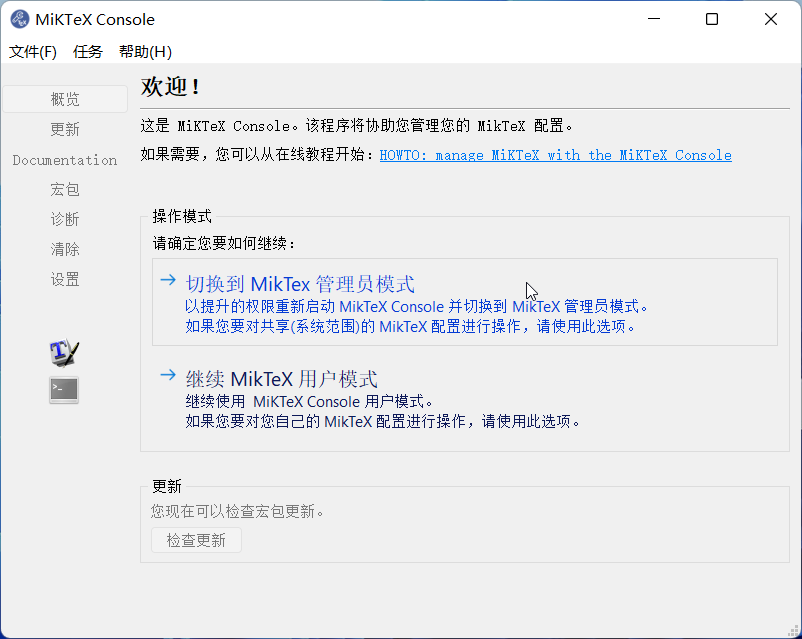 MiKTeX Console
文件(F) 任务 帮助(H)
概览
更新
Documentation
宏包
诊断
清除
设置
欢迎！
这是 MiKTeX Console。该程序将协助您管理您的 MikTeX 配置。
如果需要，您可以从在线教程开始：HOWTO: manage MiKTeX with the MiKTeX Console
操作模式
请确定您要如何继续：
切换到 MikTex 管理员模式
以提升的权限重新启动 MikTeX Console 并切换到 MikTeX 管理员模式。
如果您要对共享(系统范围)的 MikTeX 配置进行操作，请使用此选项。
继续 MikTeX 用户模式
继续使用 MiKTeX Console 用户模式。
如果您要对您自己的 MikTeX 配置进行操作，请使用此选项。
更新
您现在可以检查宏包更新。
检查更新